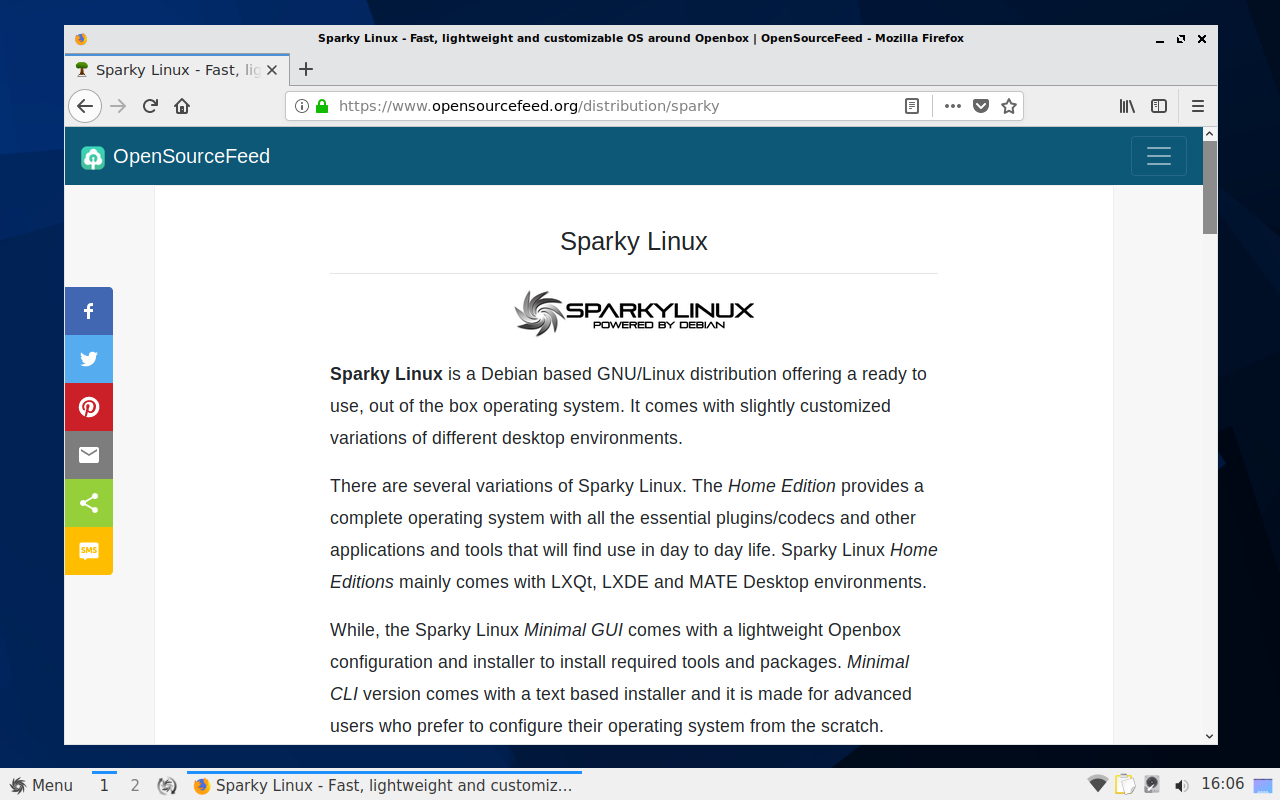 Sparky Linux - Fast, lightweight and customizable OS around Openbox | OpenSourceFeed - Mozilla Firefox
Sparky Linux - Fast, lig
https://www.opensourcefeed.org/distribution/sparky
OpenSourceFeed
Sparky Linux
SPARKYLINUX
POWERED BY DEBIAN
Sparky Linux is a Debian based GNU/Linux distribution offering a ready to
use, out of the box operating system. It comes with slightly customized
variations of different desktop environments.
There are several variations of Sparky Linux. The Home Edition provides a
complete operating system with all the essential plugins/codecs and other
applications and tools that will find use in day to day life. Sparky Linux Home
Editions mainly comes with LXQt, LXDE and MATE Desktop environments.
While, the Sparky Linux Minimal GUI comes with a lightweight Openbox
configuration and installer to install required tools and packages. Minimal
CLI version comes with a text based installer and it is made for advanced
users who prefer to configure their operating system from the scratch.
SMS
Menu 1 2 Sparky Linux - Fast, lightweight and customiz... 16:06